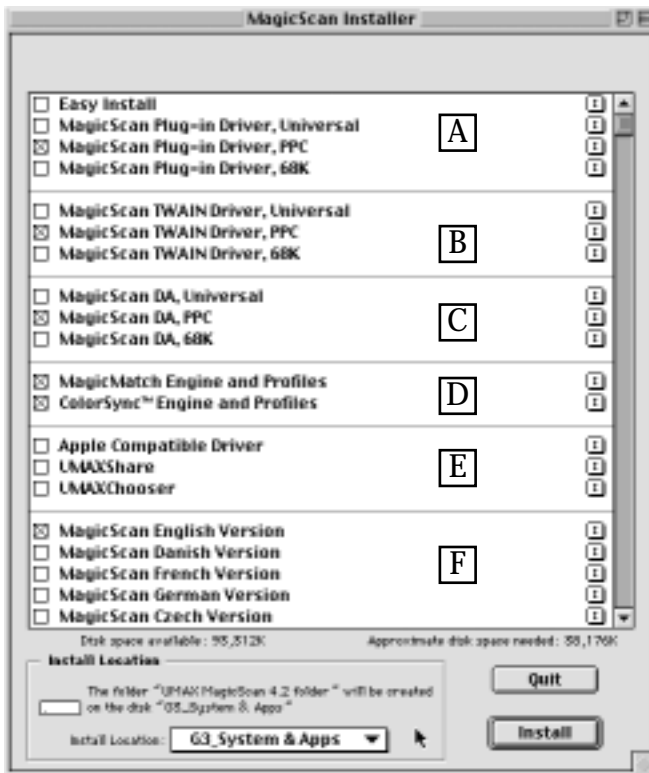 MagicScan Installer
Easy Install
MagicScan Plug-in Driver, Universal
A
MagicScan Plug-in Driver, PPC
MagicScan Plug-in Driver, 68K
MagicScan TWAIN Driver, Universal
MagicScan TWAIN Driver, PPC
B
MagicScan TWAIN Driver, 68K
MagicScan DA, Universal
MagicScan DA, PPC
C
MagicScan DA, 68K
MagicMatch Engine and Profiles
D
ColorSync™ Engine and Profiles
Apple Compatible Driver
UMAXShare
E
UMAXChooser
MagicScan English Version
MagicScan Danish Version
F
MagicScan French Version
MagicScan German Version
MagicScan Czech Version
Disk space available: Approximate disk space needed: 38,176K
Install Location
The folder "UMAX MagicScan 4.2 folder" will be created
on the disk "G3_System & Apps"
Install Location: G3_System & Apps
Quit
Install